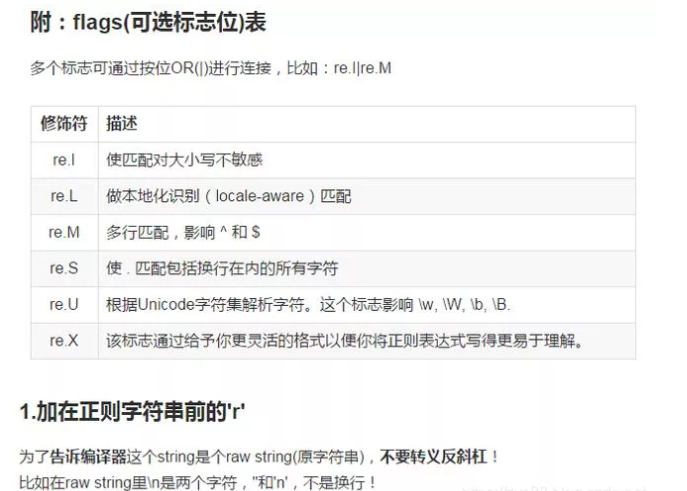 附：flags(可选标志位)表
多个标志可通过按位OR(|)进行连接，比如：re.I|re.M
修饰符 描述
re.I 使匹配对大小写不敏感
re.L 做本地化识别（locale-aware）匹配
re.M 多行匹配，影响 ^ 和 $
re.S 使 . 匹配包括换行在内的所有字符
re.U 根据Unicode字符集解析字符。这个标志影响 \w, \W, \b, \B.
re.X 该标志通过给予你更灵活的格式以便你将正则表达式写得更易于理解。
1.加在正则字符串前的'r'
为了告诉编译器这个string是个raw string(原字符串)，不要转义反斜杠！
比如在raw string里\n是两个字符，''和'n'，不是换行！